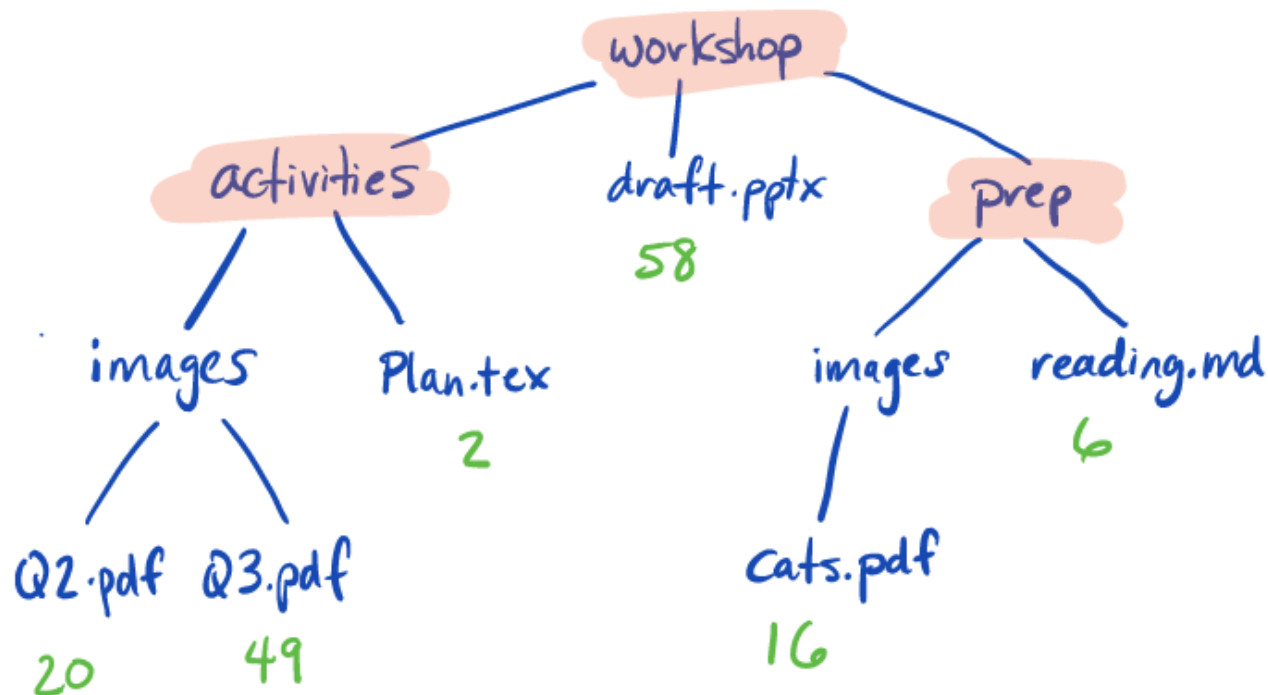 workshop
activities
draft.pptx
prep
58
images
Plan.tex
images
reading.md
2
6
Q2.pdf
Q3.pdf
Cats.pdf
20
49
16